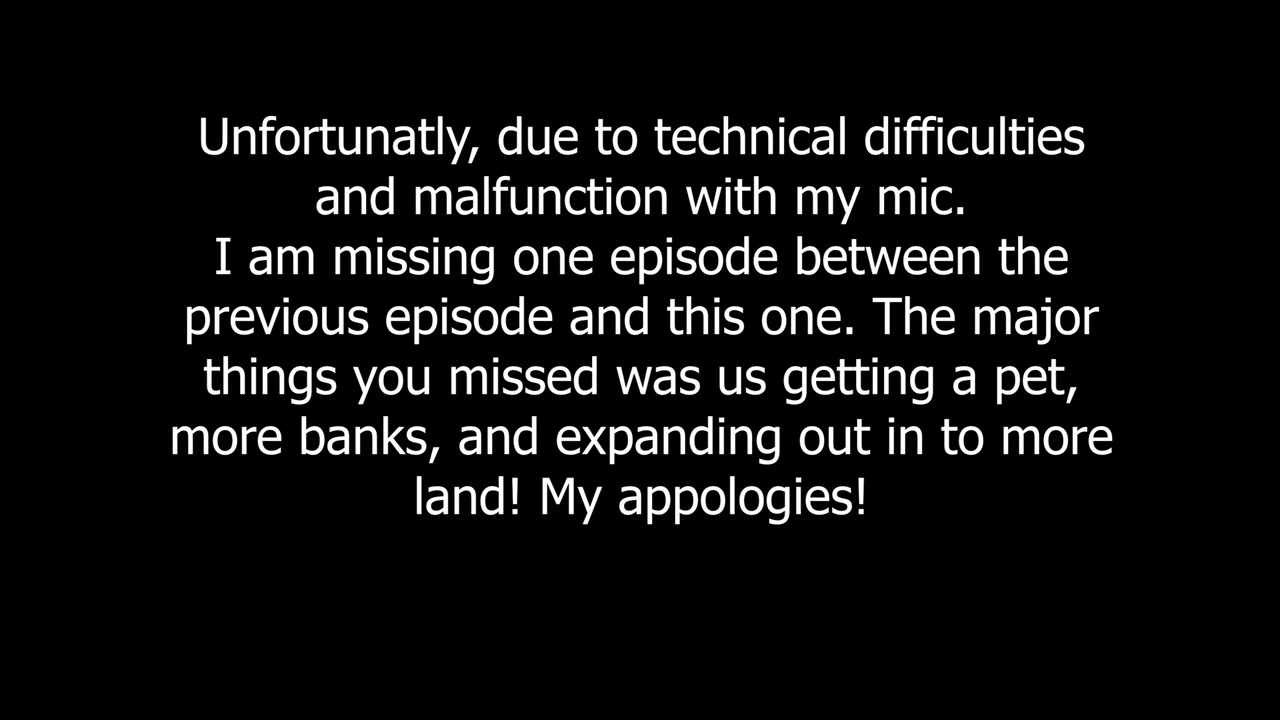 Unfortunatly, due to technical difficulties
and malfunction with my mic.
I am missing one episode between the
previous episode and this one. The major
things you missed was us getting a pet,
more banks, and expanding out in to more
land! My appologies!